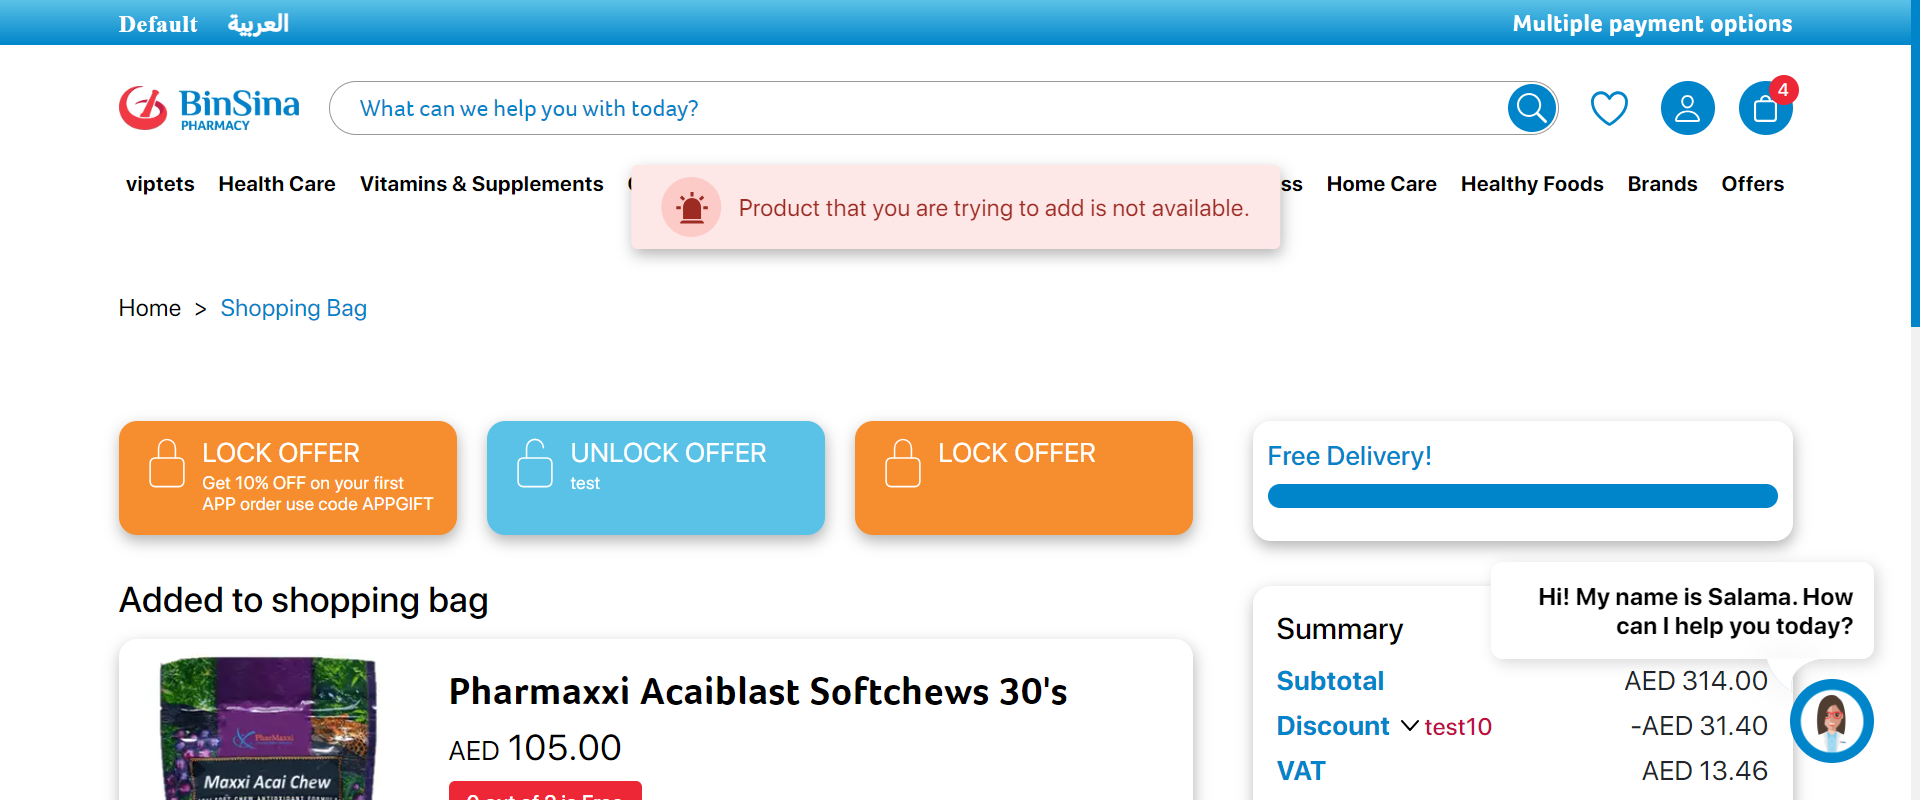 Default العربية
Multiple payment options
BinSina
PHARMACY
What can we help you with today?
4
viptets Health Care Vitamins & Supplements
ss Home Care Healthy Foods Brands Offers
Product that you are trying to add is not available.
Home > Shopping Bag
LOCK OFFER
Get 10% OFF on your first
APP order use code APPGIFT
UNLOCK OFFER
test
LOCK OFFER
Free Delivery!
Added to shopping bag
Pharmaxxi Acaiblast Softchews 30's
AED 105.00
PharMaxxi
Maxxi Acai Chew
Summary
Hi! My name is Salama. How
can I help you today?
Subtotal AED 314.00
Discount test10 -AED 31.40
VAT AED 13.46